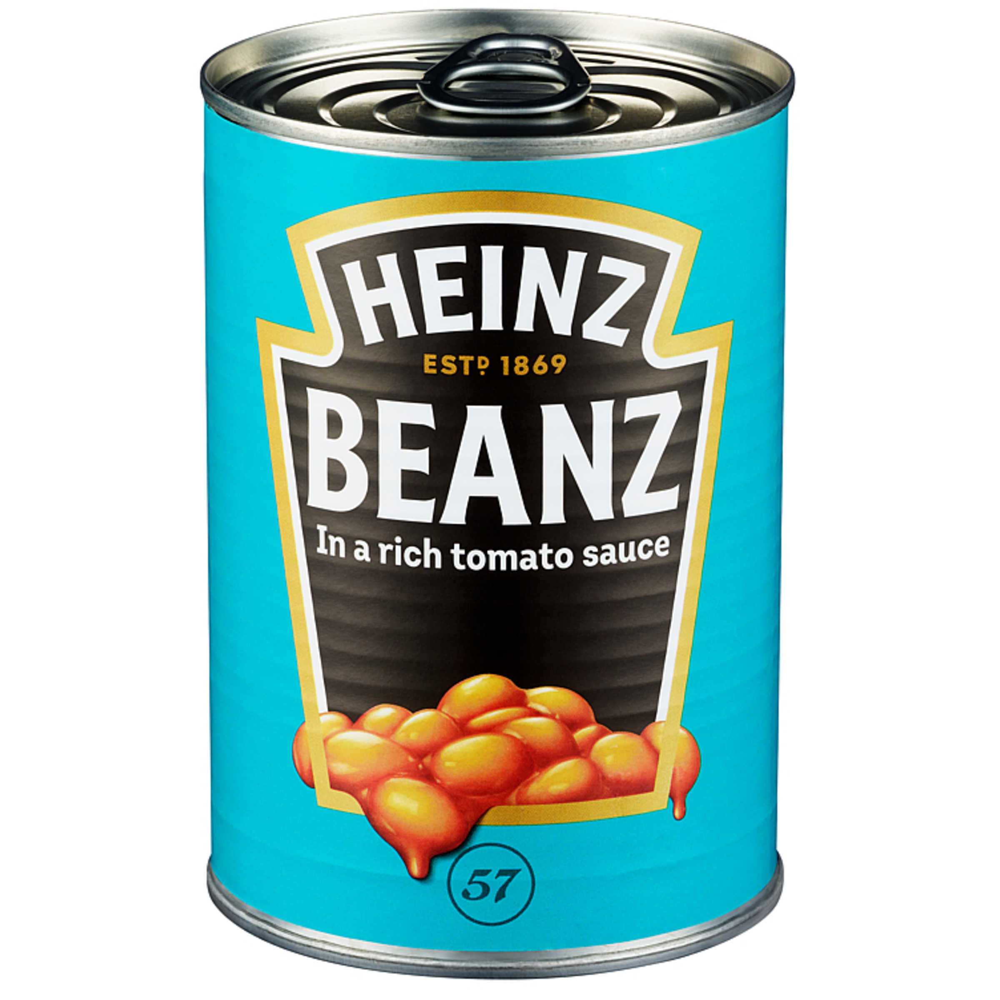 HEINZ
ESTD 1869
BEANZ
In a rich tomato sauce
57